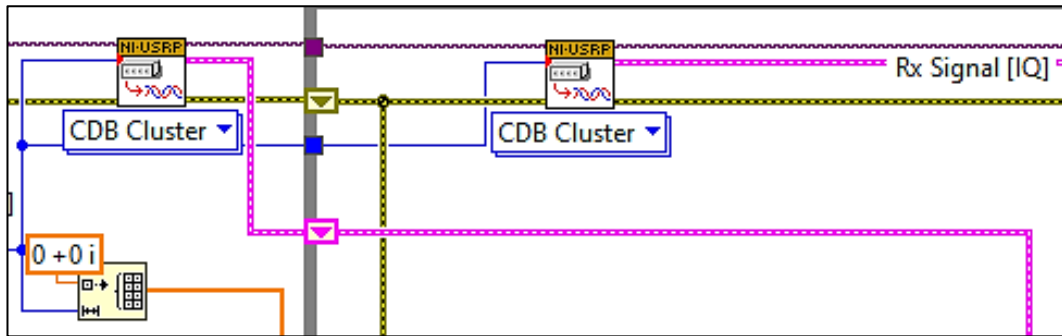 NI-USRP
NI-USRP
Rx Signal [IQ]
CDB Cluster
CDB Cluster
0 +0 i